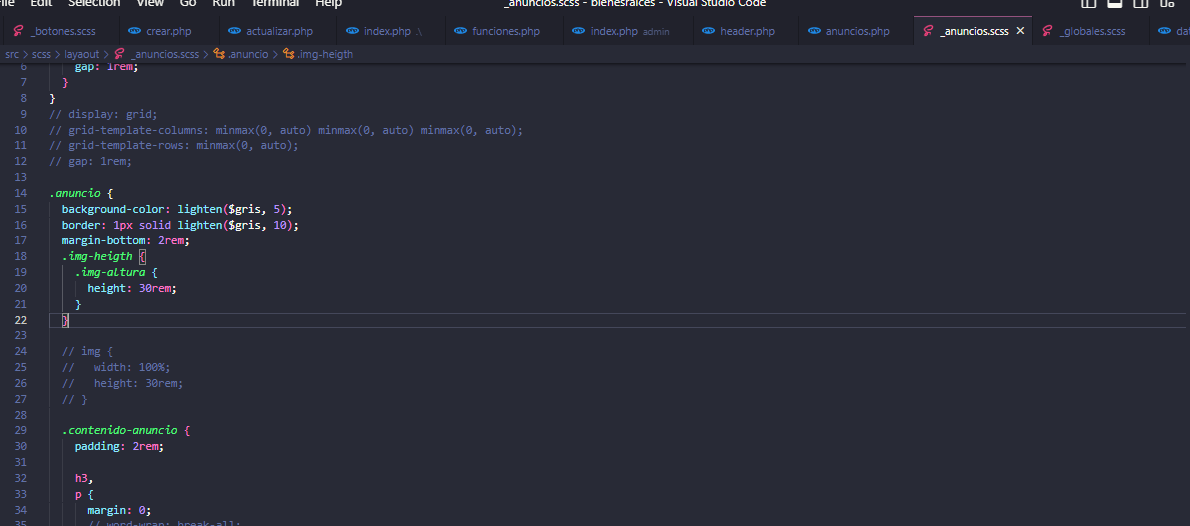 File Edit Selection View Go Run Terminal Help _anuncios.scss - bienesraices - Visual Studio Code
_botones.scss crear.php actualizar.php index.php .\ funciones.php index.php admin header.php anuncios.php _anuncios.scss _globales.scss dat
src > scss > layaout > _anuncios.scss > .anuncio > .img-heigth
6 gap: 1rem;
7 }
8 }
9 // display: grid;
10 // grid-template-columns: minmax(0, auto) minmax(0, auto) minmax(0, auto);
11 // grid-template-rows: minmax(0, auto);
12 // gap: 1rem;
13
14 .anuncio {
15 background-color: lighten($gris, 5);
16 border: 1px solid lighten($gris, 10);
17 margin-bottom: 2rem;
18 .img-heigth {
19 .img-altura {
20 height: 30rem;
21 }
22 }
23
24 // img {
25 // width: 100%;
26 // height: 30rem;
27 // }
28
29 .contenido-anuncio {
30 padding: 2rem;
31
32 h3,
33 p {
34 margin: 0;
35 // word-wrap: break-all;